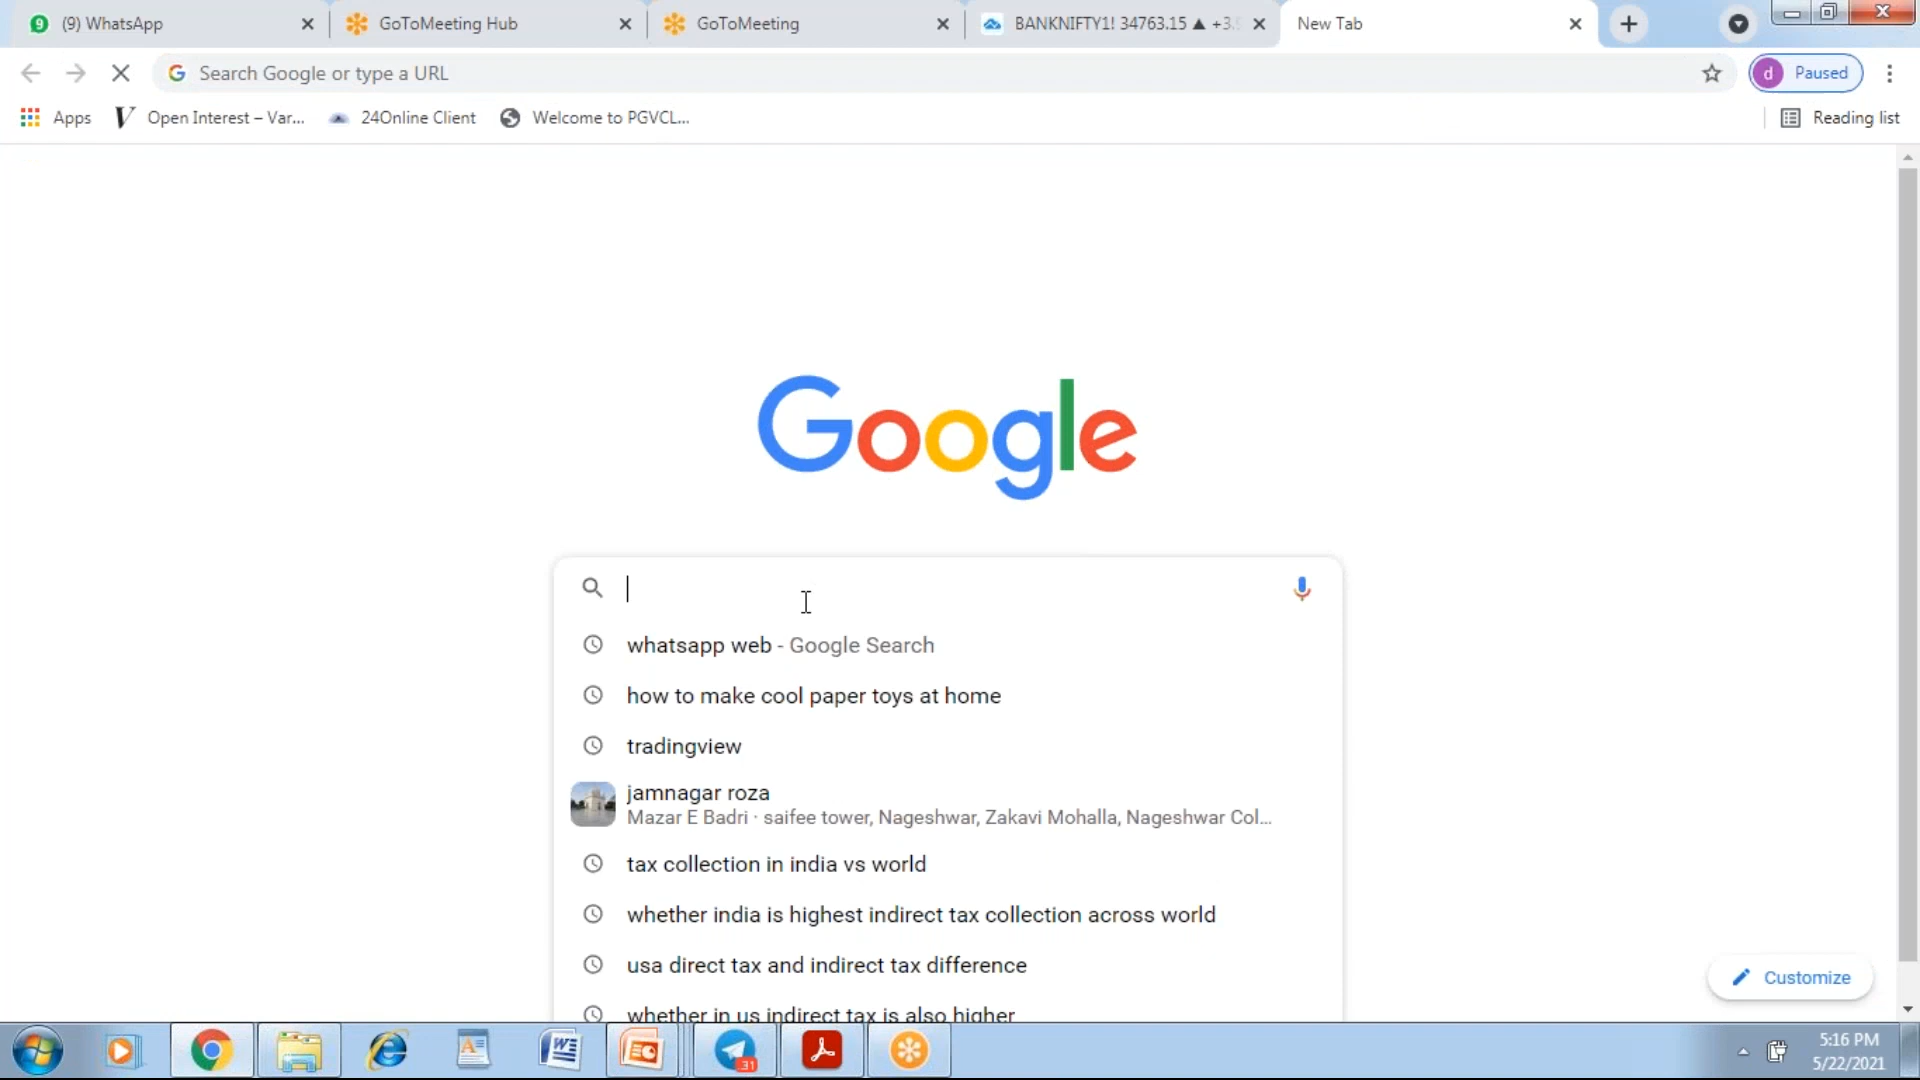 9 (9) WhatsApp
GoToMeeting Hub
GoToMeeting
BANKNIFTY1! 34763.15 ▲ +3.
New Tab
Search Google or type a URL
d Paused
Apps
V Open Interest – Var...
24Online Client
Welcome to PGVCL...
Reading list
Google
whatsapp web - Google Search
how to make cool paper toys at home
tradingview
jamnagar roza
Mazar E Badri · saifee tower, Nageshwar, Zakavi Mohalla, Nageshwar Col...
tax collection in india vs world
whether india is highest indirect tax collection across world
usa direct tax and indirect tax difference
whether in us indirect tax is also higher
Customize
31
5:16 PM
5/22/2021